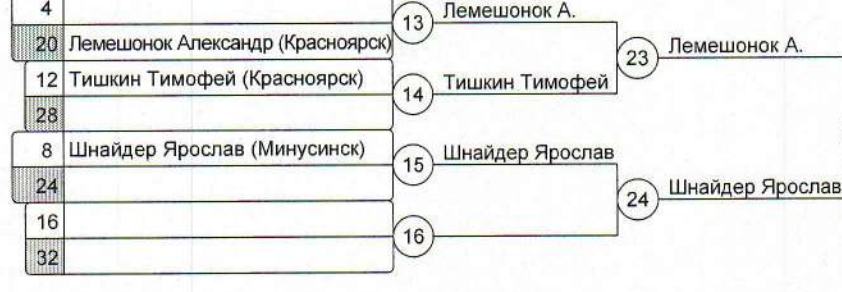 4
20 Лемешонок Александр (Красноярск)
13 Лемешонок А.
12 Тишкин Тимофей (Красноярск)
28
14 Тишкин Тимофей
23 Лемешонок А.
8 Шнайдер Ярослав (Минусинск)
24
15 Шнайдер Ярослав
16
32
16
24 Шнайдер Ярослав